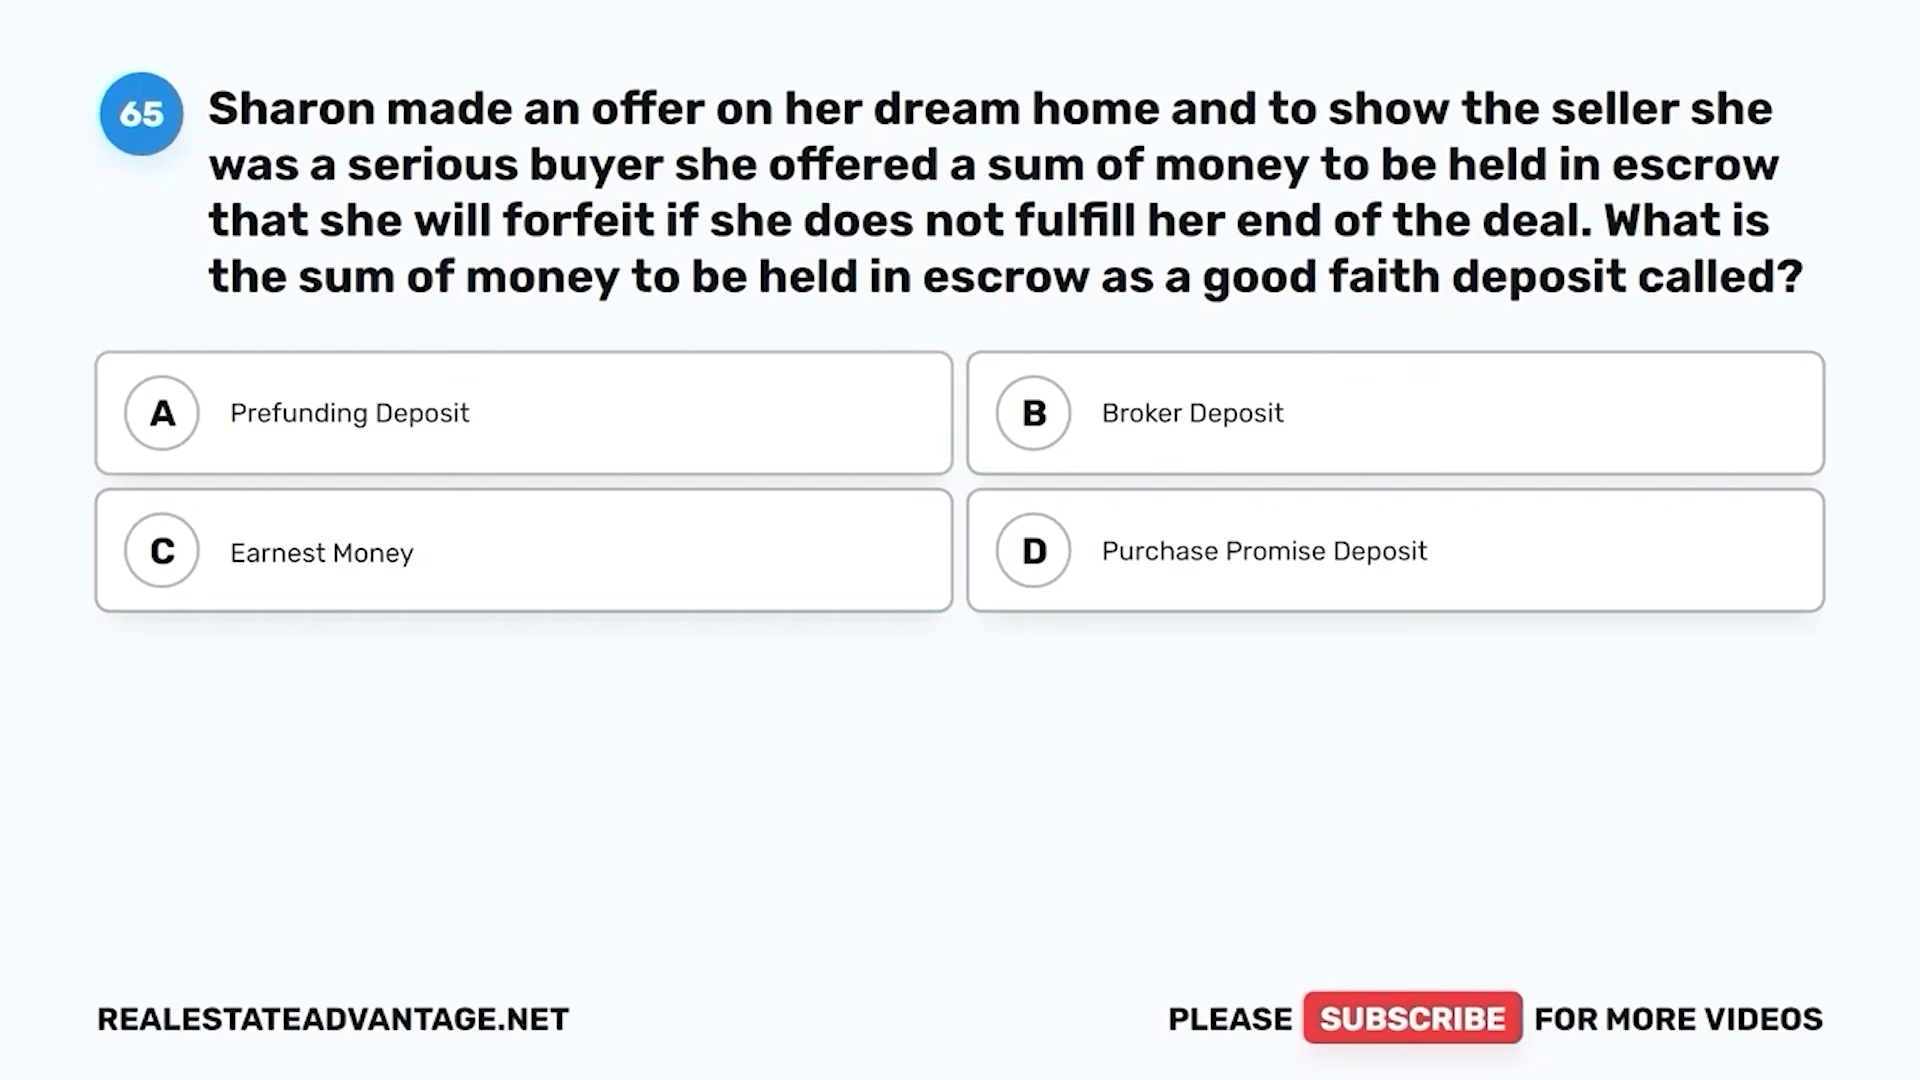 65
Sharon made an offer on her dream home and to show the seller she
was a serious buyer she offered a sum of money to be held in escrow
that she will forfeit if she does not fulfill her end of the deal. What is
the sum of money to be held in escrow as a good faith deposit called?
A Prefunding Deposit
B Broker Deposit
C Earnest Money
D Purchase Promise Deposit
REALESTATEADVANTAGE.NET
PLEASE SUBSCRIBE FOR MORE VIDEOS